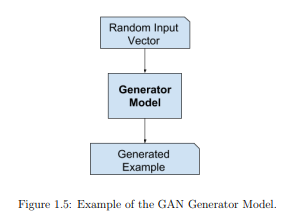 Random Input
Vector
Generator
Model
Generated
Example
Figure 1.5: Example of the GAN Generator Model.